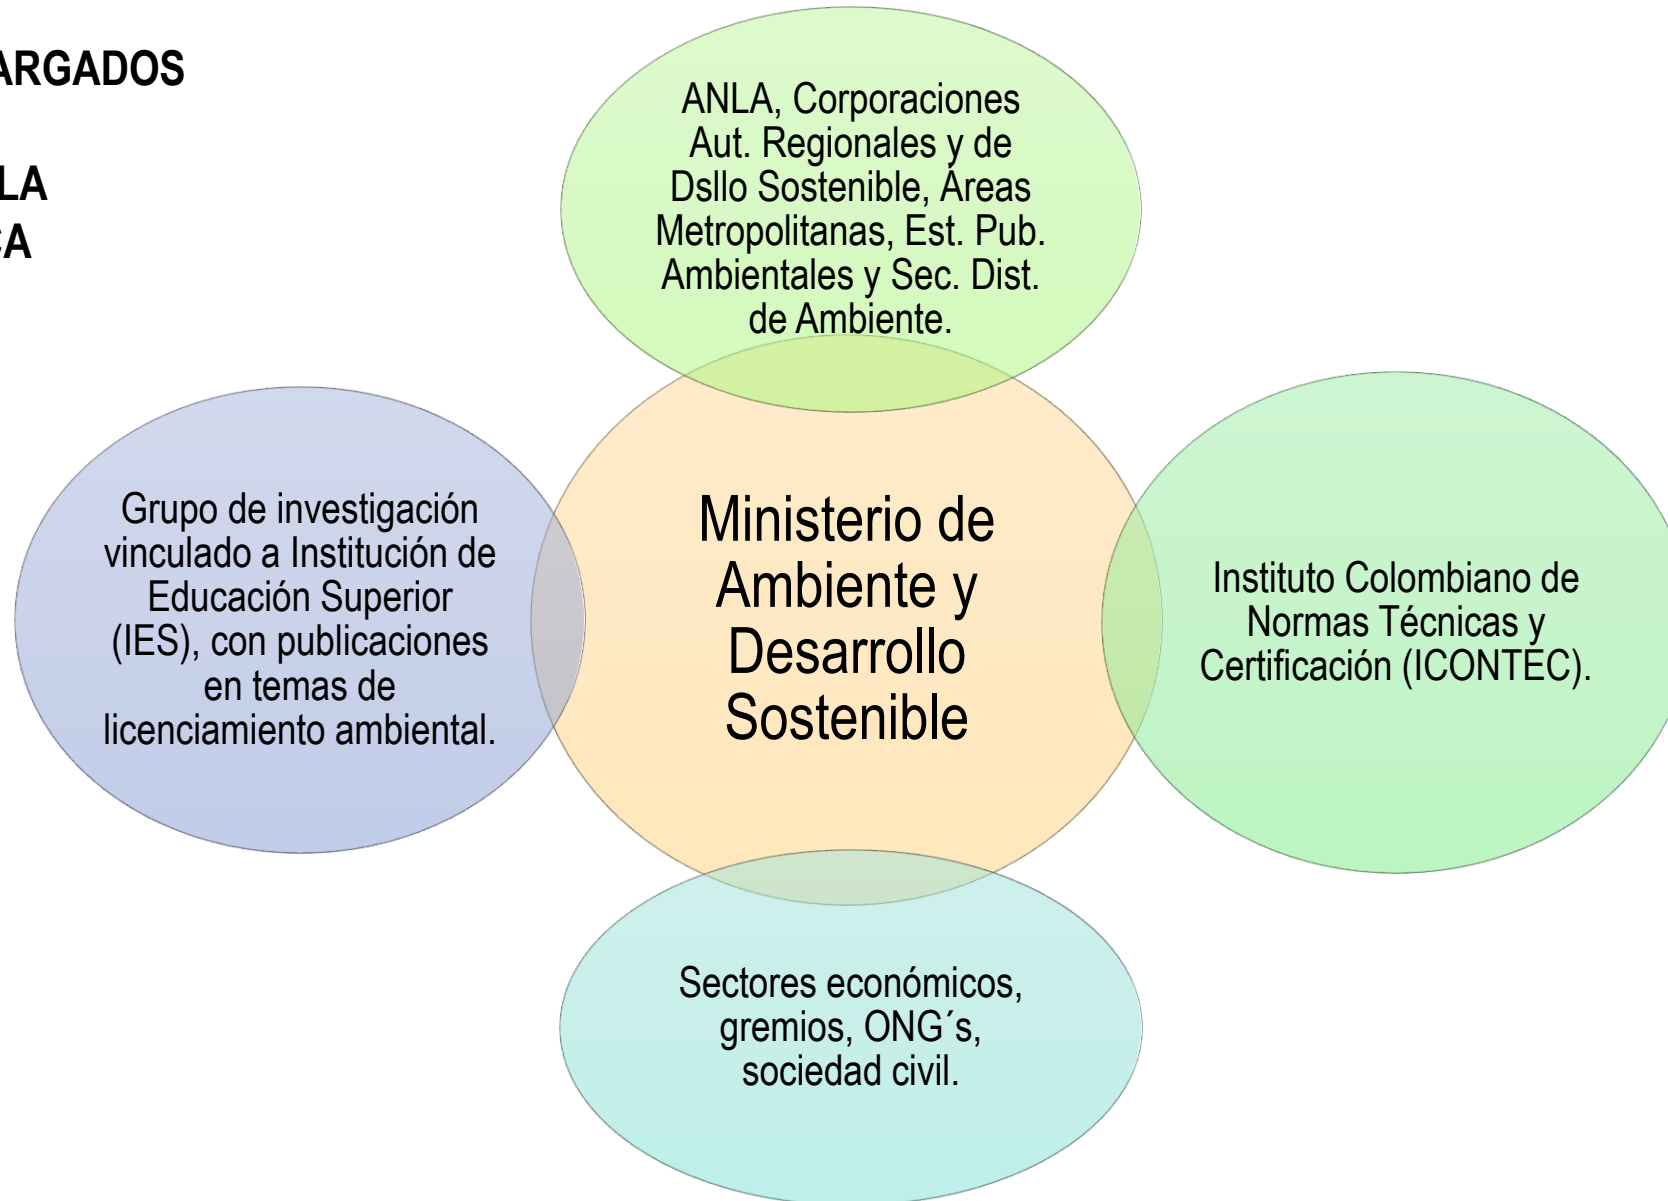 ARGADOS
LA
CA
ANLA, Corporaciones
Aut. Regionales y de
Dsllo Sostenible, Áreas
Metropolitanas, Est. Pub.
Ambientales y Sec. Dist.
de Ambiente.
Grupo de investigación
vinculado a Institución de
Educación Superior
(IES), con publicaciones
en temas de
licenciamiento ambiental.
Ministerio de
Ambiente y
Desarrollo
Sostenible
Instituto Colombiano de
Normas Técnicas y
Certificación (ICONTEC).
Sectores económicos,
gremios, ONG´s,
sociedad civil.